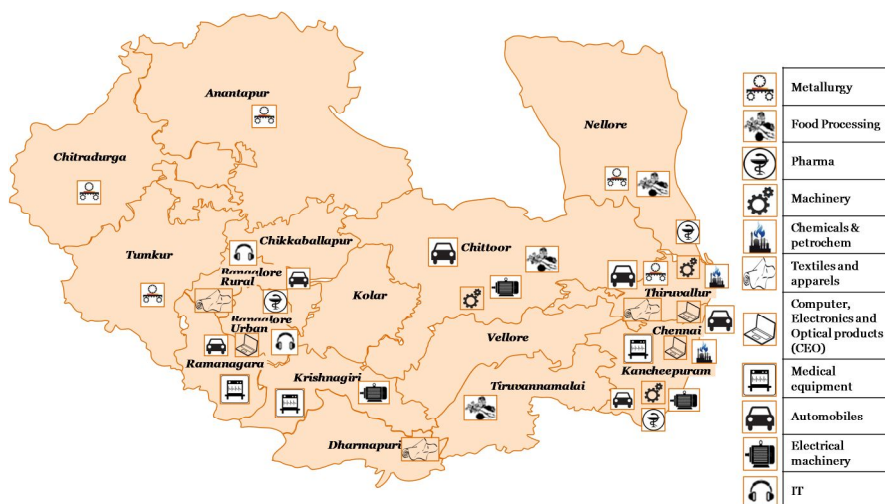 Anantapur
Nellore
Chitradurga
Tumkur
Chikkaballapur
Chittoor
Bangalore
Rural
Kolar
Bangalore
Urban
Thiruvallur
Chennai
Vellore
Ramanagara
Krishnagiri
Kancheepuram
Tiruvannamalai
Dharmapuri
Metallurgy
Food Processing
Pharma
Machinery
Chemicals &
petrochem
Textiles and
apparels
Computer,
Electronics and
Optical products
(CEO)
Medical
equipment
Automobiles
Electrical
machinery
IT